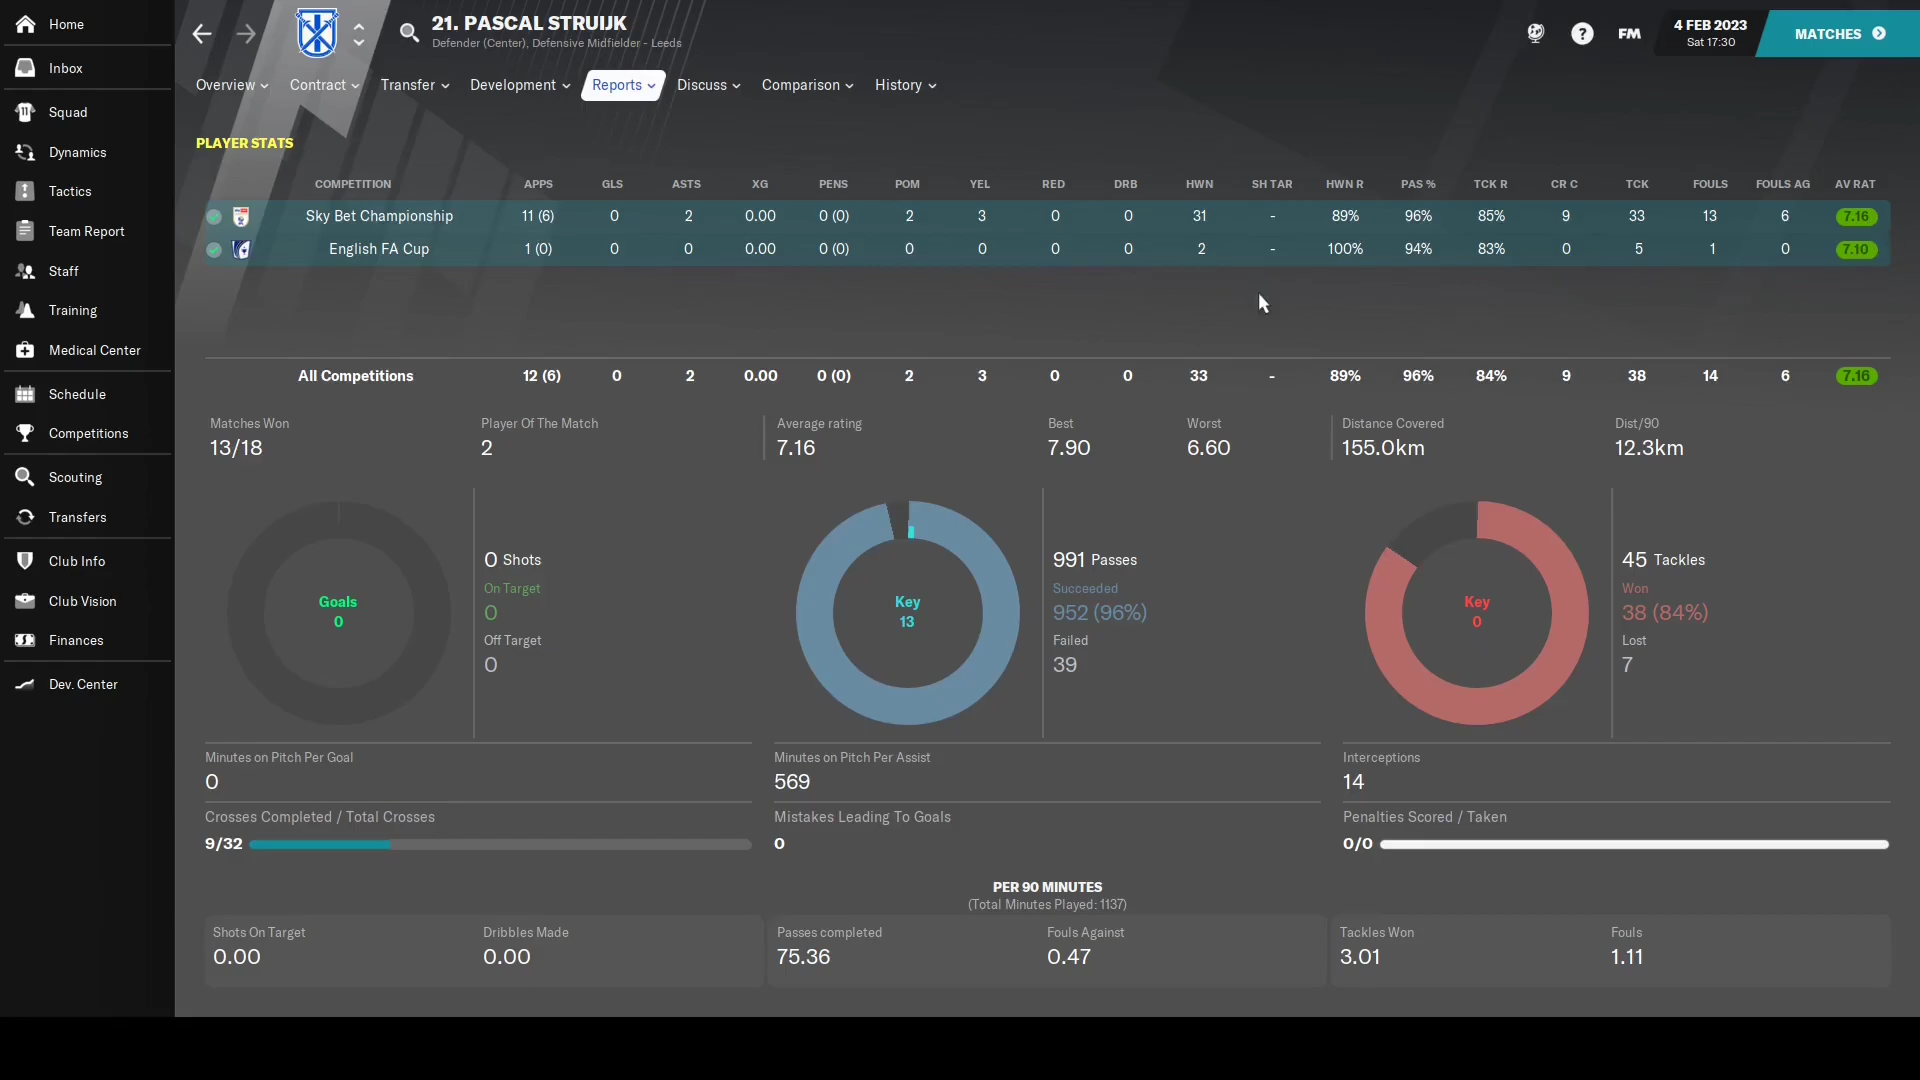 Home
Inbox
Squad
Dynamics
Tactics
Team Report
Staff
Training
Medical Center
Schedule
Competitions
Scouting
Transfers
Club Info
Club Vision
Finances
Dev. Center
21. PASCAL STRUIJK
Defender (Center), Defensive Midfielder - Leeds
? FM 4 FEB 2023 MATCHES
Sat 17:30
Overview Contract Transfer Development Reports Discuss Comparison History
PLAYER STATS
COMPETITION APPS GLS ASTS XG PENS POM YEL RED DRB HWN SH TAR HWN R PAS % TCK R CR C TCK FOULS FOULS AG AV RAT
Sky Bet Championship 11 (6) 0 2 0.00 0 (0) 2 3 0 0 31 - 89% 96% 85% 9 33 13 6 7.16
English FA Cup 1 (0) 0 0 0.00 0 (0) 0 0 0 0 2 - 100% 94% 83% 0 5 1 0 7.10
All Competitions 12 (6) 0 2 0.00 0 (0) 2 3 0 0 33 - 89% 96% 84% 9 38 14 6 7.16
Matches Won Player Of The Match Average rating Best Worst Distance Covered Dist/90
13/18 2 7.16 7.90 6.60 155.0km 12.3km
Goals
0
0 Shots
On Target
0
Off Target
0
Key
13
991 Passes
Succeeded
952 (96%)
Failed
39
Key
0
45 Tackles
Won
38 (84%)
Lost
7
Minutes on Pitch Per Goal Minutes on Pitch Per Assist Interceptions
0 569 14
Crosses Completed / Total Crosses Mistakes Leading To Goals Penalties Scored / Taken
9/32 0 0/0
PER 90 MINUTES
(Total Minutes Played: 1137)
Shots On Target Dribbles Made Passes completed Fouls Against Tackles Won Fouls
0.00 0.00 75.36 0.47 3.01 1.11